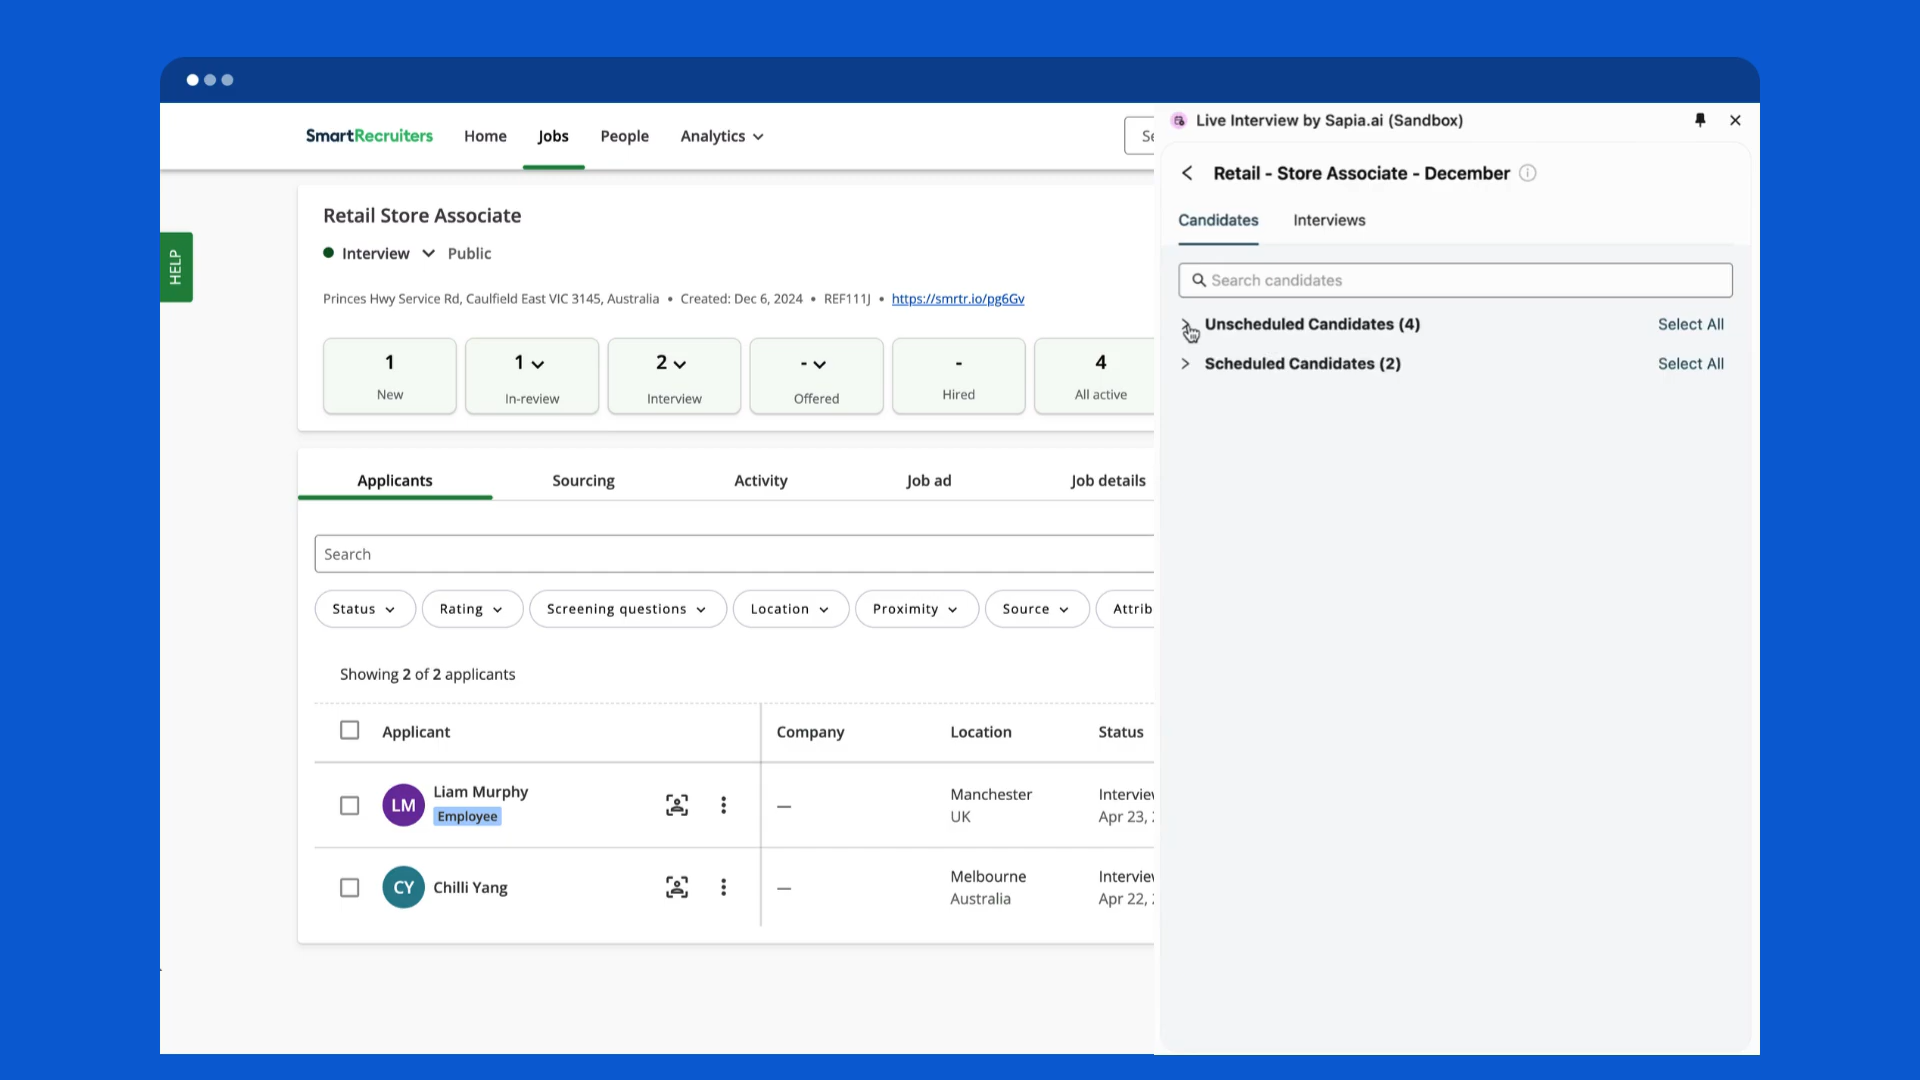 SmartRecruiters Home Jobs People Analytics
Live Interview by Sapia.ai (Sandbox)
Retail - Store Associate - December
Candidates Interviews
Search candidates
Unscheduled Candidates (4) Select All
Scheduled Candidates (2) Select All
HELP
Retail Store Associate
Interview Public
Princes Hwy Service Rd, Caulfield East VIC 3145, Australia • Created: Dec 6, 2024 • REF111J • https://smrtr.io/pg6Gv
1 1 2 - - 4
New In-review Interview Offered Hired All active
Applicants Sourcing Activity Job ad Job details
Search
Status Rating Screening questions Location Proximity Source Attrib
Showing 2 of 2 applicants
Applicant Company Location Status
LM Liam Murphy — Manchester Interview
Employee UK Apr 23,
CY Chilli Yang — Melbourne Interview
Australia Apr 22,